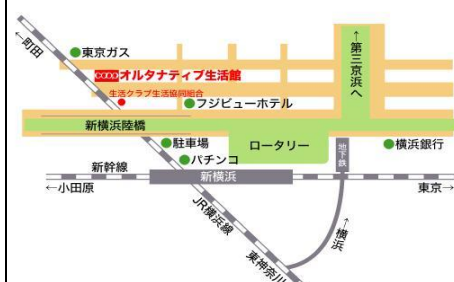 ←町田
東京ガス
COOP オルタナティブ生活館
生活クラブ生活協同組合
フジビューホテル
←第三京浜へ
新横浜陸橋
駐車場
ロータリー
地下鉄
横浜銀行
パチンコ
新幹線
新横浜
←小田原
東京→
JR横浜線
←横浜
東神奈川